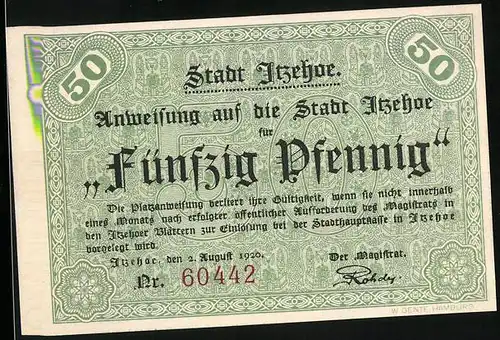 50 50
Stadt Itzehoe.
Anweisung auf die Stadt Itzehoe
für
„Fünfzig Pfennig“
Die Platzanweisung verliert ihre Gültigkeit, wenn sie nicht innerhalb
eines Monats nach erfolgter öffentlicher Aufforderung des Magistrats in
den Itzehoer Blättern zur Einlösung bei der Stadthauptkasse in Itzehoe
vorgelegt wird.
Itzehoe, den 2. August 1920. Der Magistrat.
Nr. 60442 Rohde.
W. GENTE, HAMBURG